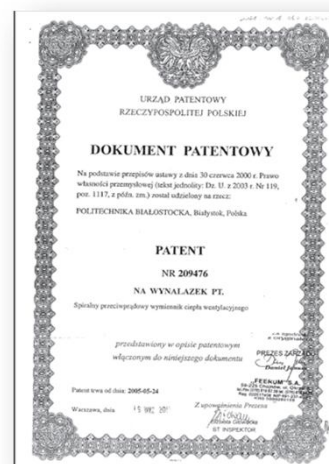 URZĄD PATENTOWY
RZECZYPOSPOLITEJ POLSKIEJ
DOKUMENT PATENTOWY
Na podstawie przepisów ustawy z dnia 30 czerwca 2000 r. Prawo
własności przemysłowej (tekst jednolity: Dz. U. z 2003 r. Nr 119,
poz. 1117, z późn. zm.) został udzielony na rzecz:
POLITECHNIKA BIAŁOSTOCKA, Białystok, Polska
PATENT
NR 209476
NA WYNALAZEK PT.
Spiralny przeciwprądowy wymiennik ciepła wentylacyjnego
przedstawiony w opisie patentowym
włączonym do niniejszego dokumentu
PREZES ZARZĄDU
Daniel
FEERUM S.A.
Patent trwa od dnia: 2005-05-24
Z upoważnienia Prezesa
Warszawa, dnia
ST INSPEKTOR